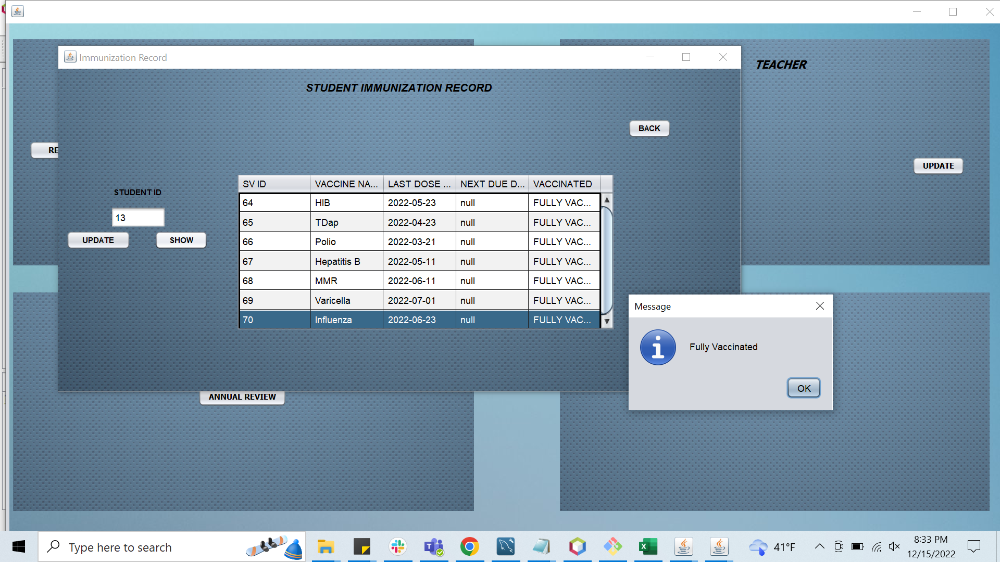 Immunization Record
TEACHER
STUDENT IMMUNIZATION RECORD
BACK
RE
UPDATE
STUDENT ID
13
UPDATE SHOW
SV ID VACCINE NA... LAST DOSE ... NEXT DUE D... VACCINATED
64 HIB 2022-05-23 null FULLY VAC...
65 TDap 2022-04-23 null FULLY VAC...
66 Polio 2022-03-21 null FULLY VAC...
67 Hepatitis B 2022-05-11 null FULLY VAC...
68 MMR 2022-06-11 null FULLY VAC...
69 Varicella 2022-07-01 null FULLY VAC...
70 Influenza 2022-06-23 null FULLY VAC...
Message
Fully Vaccinated
OK
ANNUAL REVIEW
Type here to search
41°F
8:33 PM
12/15/2022